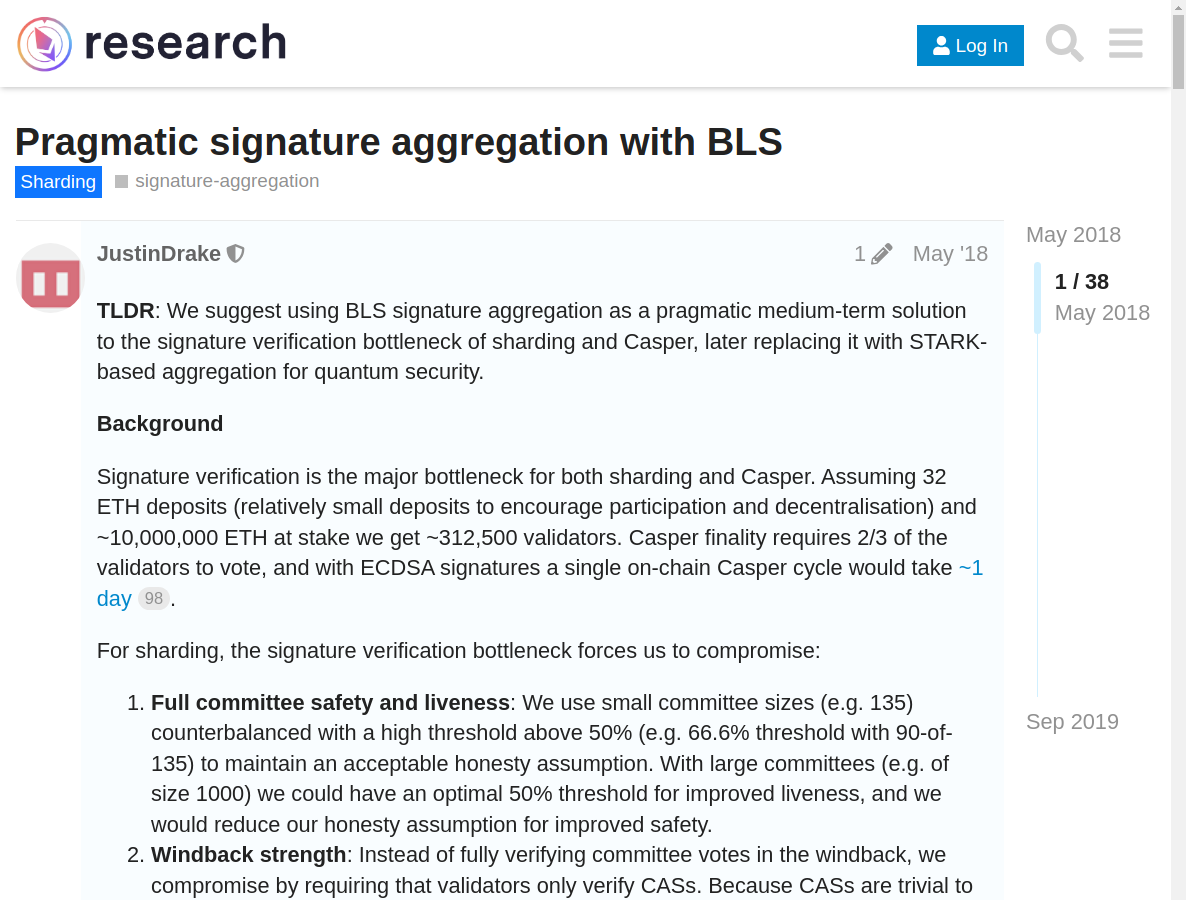 research
Log In
Pragmatic signature aggregation with BLS
Sharding signature-aggregation
JustinDrake 1 May '18
TLDR: We suggest using BLS signature aggregation as a pragmatic medium-term solution
to the signature verification bottleneck of sharding and Casper, later replacing it with STARK-
based aggregation for quantum security.
Background
Signature verification is the major bottleneck for both sharding and Casper. Assuming 32
ETH deposits (relatively small deposits to encourage participation and decentralisation) and
~10,000,000 ETH at stake we get ~312,500 validators. Casper finality requires 2/3 of the
validators to vote, and with ECDSA signatures a single on-chain Casper cycle would take ~1
day 98 .
For sharding, the signature verification bottleneck forces us to compromise:
1. Full committee safety and liveness: We use small committee sizes (e.g. 135)
counterbalanced with a high threshold above 50% (e.g. 66.6% threshold with 90-of-
135) to maintain an acceptable honesty assumption. With large committees (e.g. of
size 1000) we could have an optimal 50% threshold for improved liveness, and we
would reduce our honesty assumption for improved safety.
2. Windback strength: Instead of fully verifying committee votes in the windback, we
compromise by requiring that validators only verify CASs. Because CASs are trivial to
May 2018
1 / 38
May 2018
Sep 2019